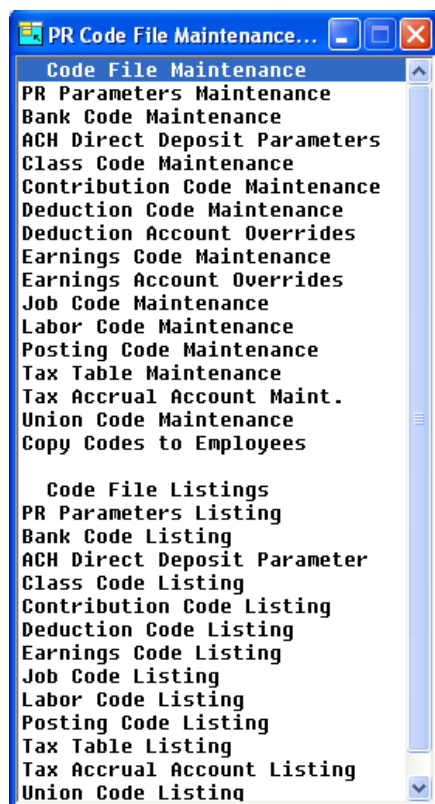 PR Code File Maintenance...
Code File Maintenance
PR Parameters Maintenance
Bank Code Maintenance
ACH Direct Deposit Parameters
Class Code Maintenance
Contribution Code Maintenance
Deduction Code Maintenance
Deduction Account Overrides
Earnings Code Maintenance
Earnings Account Overrides
Job Code Maintenance
Labor Code Maintenance
Posting Code Maintenance
Tax Table Maintenance
Tax Accrual Account Maint.
Union Code Maintenance
Copy Codes to Employees
Code File Listings
PR Parameters Listing
Bank Code Listing
ACH Direct Deposit Parameter
Class Code Listing
Contribution Code Listing
Deduction Code Listing
Earnings Code Listing
Job Code Listing
Labor Code Listing
Posting Code Listing
Tax Table Listing
Tax Accrual Account Listing
Union Code Listing